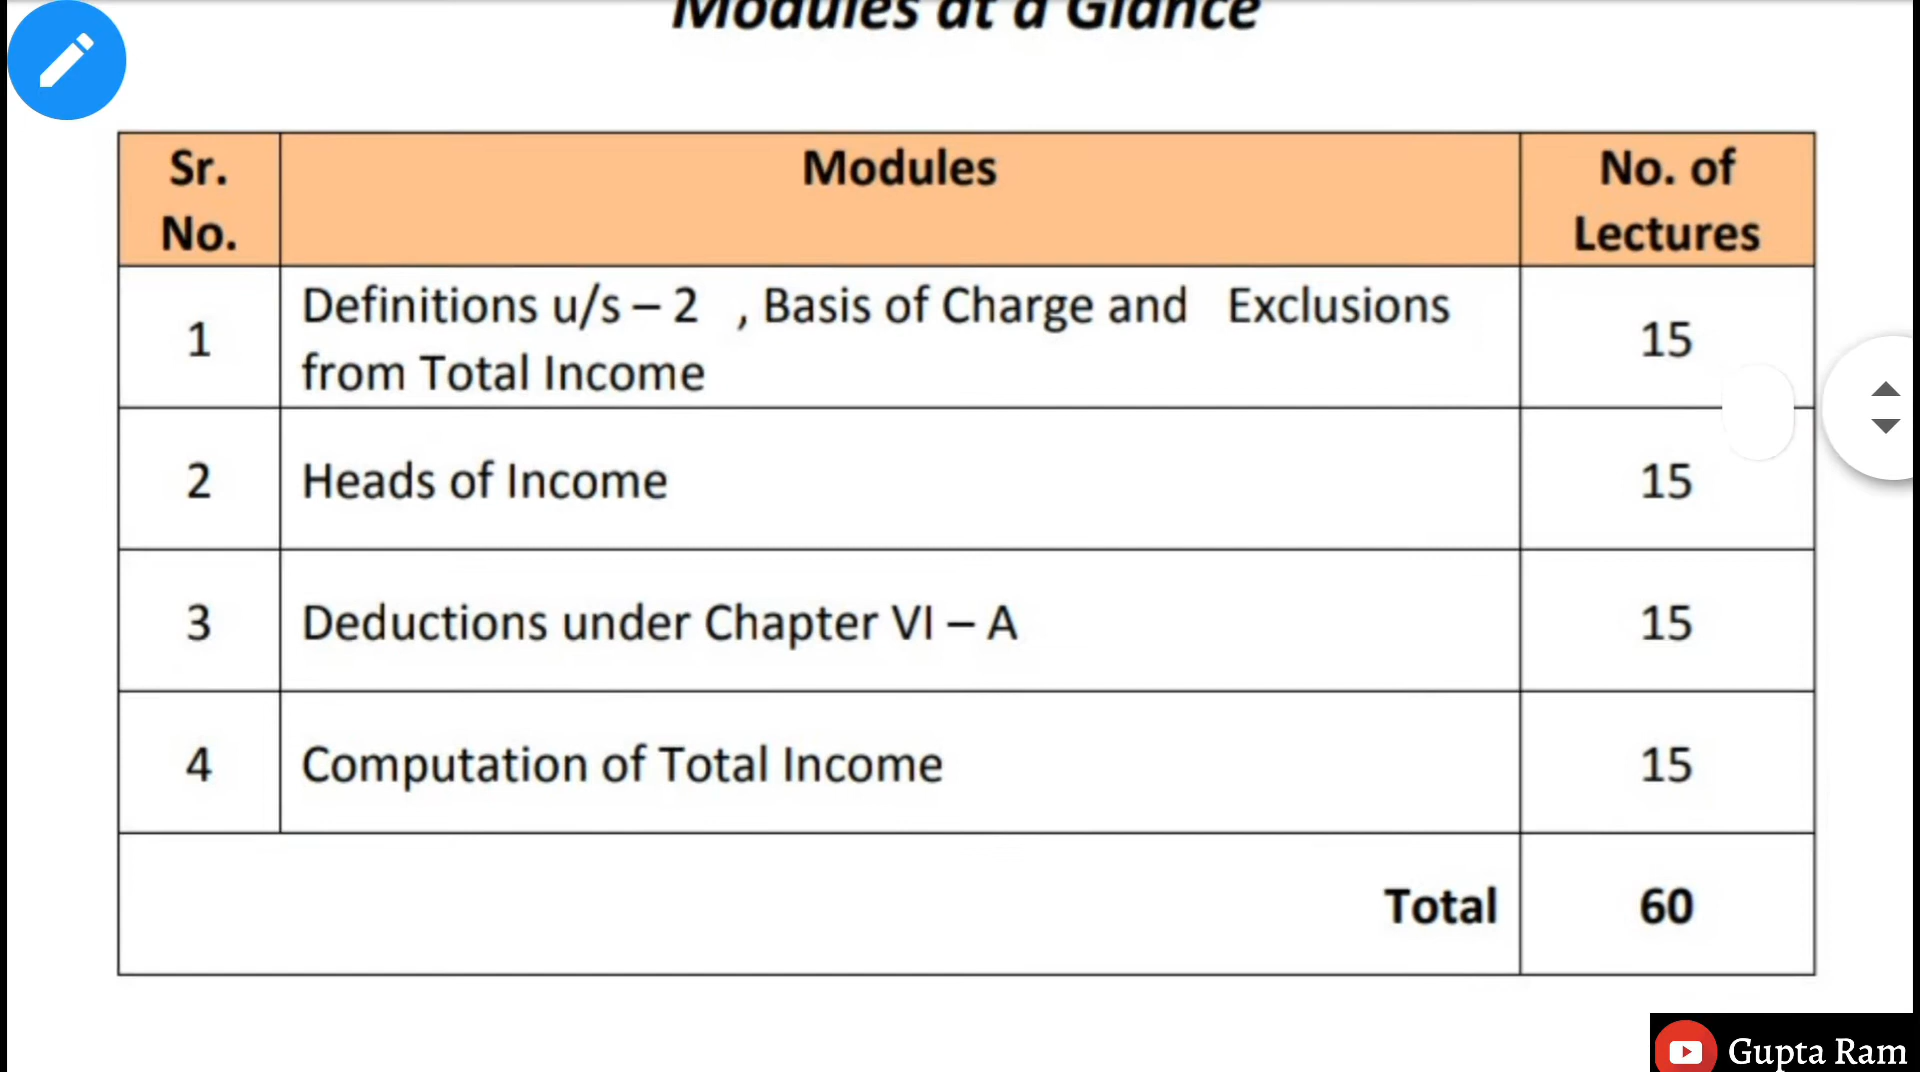 Modules at a Glance
Sr. No. Modules No. of Lectures
1 Definitions u/s – 2 , Basis of Charge and Exclusions from Total Income 15
2 Heads of Income 15
3 Deductions under Chapter VI – A 15
4 Computation of Total Income 15
Total 60
Gupta Ram